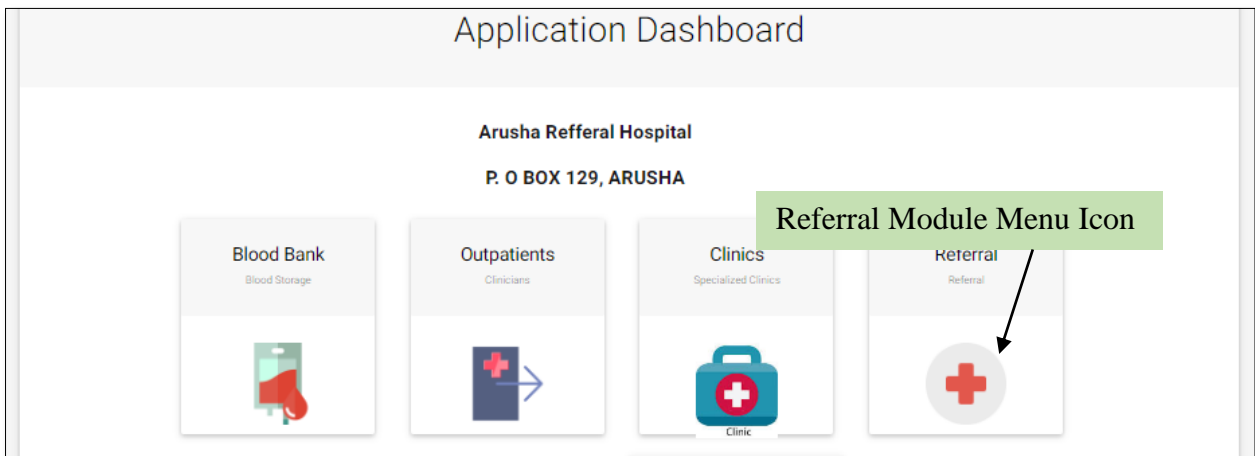 Application Dashboard
Arusha Refferal Hospital
P. O BOX 129, ARUSHA
Referral Module Menu Icon
Blood Bank
Blood Storage
Outpatients
Clinicians
Clinics
Specialized Clinics
Referral
Referral
Clinic